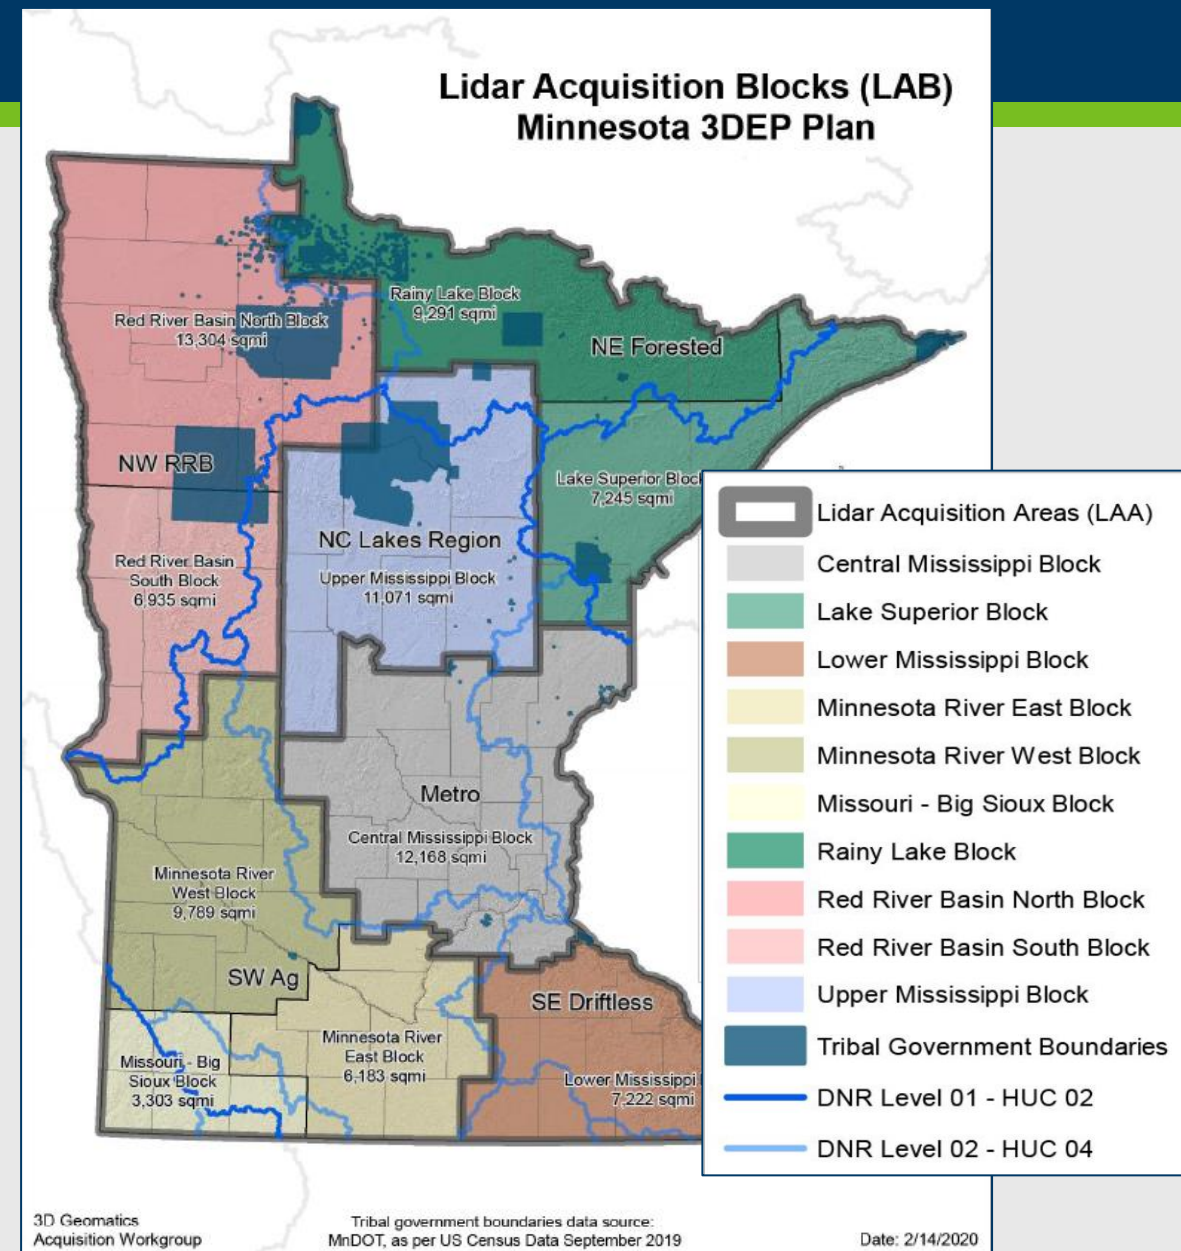 Lidar Acquisition Blocks (LAB)
Minnesota 3DEP Plan
Rainy Lake Block
9,291 sqmi
Red River Basin North Block
13,304 sqmi
NE Forested
NW RRB
Lake Superior Block
7,245 sqmi
NC Lakes Region
Upper Mississippi Block
11,071 sqmi
Red River Basin
South Block
6,935 sqmi
Metro
Central Mississippi Block
12,168 sqmi
Minnesota River
West Block
9,789 sqmi
SW Ag
SE Driftless
Minnesota River
East Block
6,183 sqmi
Missouri - Big
Sioux Block
3,303 sqmi
Lower Mississippi
7,222 sqmi
Lidar Acquisition Areas (LAA)
Central Mississippi Block
Lake Superior Block
Lower Mississippi Block
Minnesota River East Block
Minnesota River West Block
Missouri - Big Sioux Block
Rainy Lake Block
Red River Basin North Block
Red River Basin South Block
Upper Mississippi Block
Tribal Government Boundaries
DNR Level 01 - HUC 02
DNR Level 02 - HUC 04
3D Geomatics
Acquisition Workgroup
Tribal government boundaries data source:
MnDOT, as per US Census Data September 2019
Date: 2/14/2020